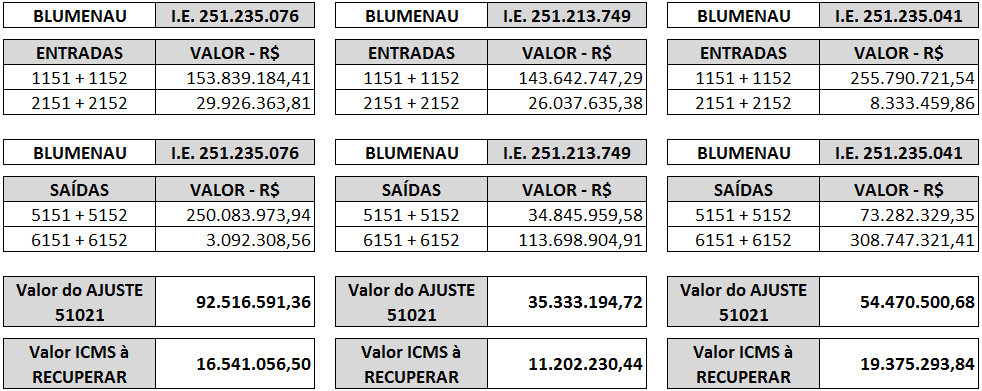 BLUMENAU I.E. 251.235.076 BLUMENAU I.E. 251.213.749 BLUMENAU I.E. 251.235.041
ENTRADAS VALOR - R$ ENTRADAS VALOR - R$ ENTRADAS VALOR - R$
1151 + 1152 153.839.184,41 1151 + 1152 143.642.747,29 1151 + 1152 255.790.721,54
2151 + 2152 29.926.363,81 2151 + 2152 26.037.635,38 2151 + 2152 8.333.459,86
BLUMENAU I.E. 251.235.076 BLUMENAU I.E. 251.213.749 BLUMENAU I.E. 251.235.041
SAÍDAS VALOR - R$ SAÍDAS VALOR - R$ SAÍDAS VALOR - R$
5151 + 5152 250.083.973,94 5151 + 5152 34.845.959,58 5151 + 5152 73.282.329,35
6151 + 6152 3.092.308,56 6151 + 6152 113.698.904,91 6151 + 6152 308.747.321,41
Valor do AJUSTE 92.516.591,36 Valor do AJUSTE 35.333.194,72 Valor do AJUSTE 54.470.500,68
51021 51021 51021
Valor ICMS à 16.541.056,50 Valor ICMS à 11.202.230,44 Valor ICMS à 19.375.293,84
RECUPERAR RECUPERAR RECUPERAR